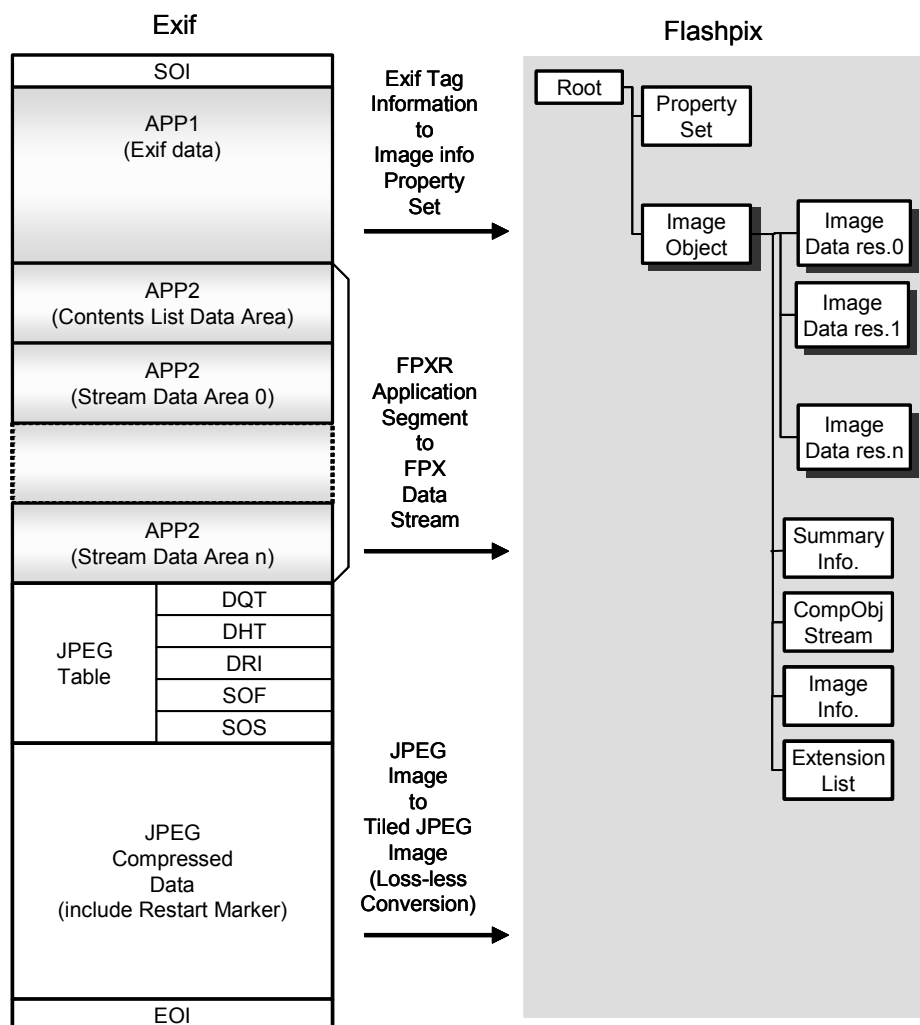 Exif
SOI
APP1
(Exif data)
APP2
(Contents List Data Area)
APP2
(Stream Data Area 0)
APP2
(Stream Data Area n)
JPEG
Table
DQT
DHT
DRI
SOF
SOS
JPEG
Compressed
Data
(include Restart Marker)
EOI
Exif Tag
Information
to
Image info
Property
Set
FPXR
Application
Segment
to
FPX
Data
Stream
JPEG
Image
to
Tiled JPEG
Image
(Loss-less
Conversion)
Flashpix
Root
Property
Set
Image
Object
Image
Data res.0
Image
Data res.1
Image
Data res.n
Summary
Info.
CompObj
Stream
Image
Info.
Extension
List